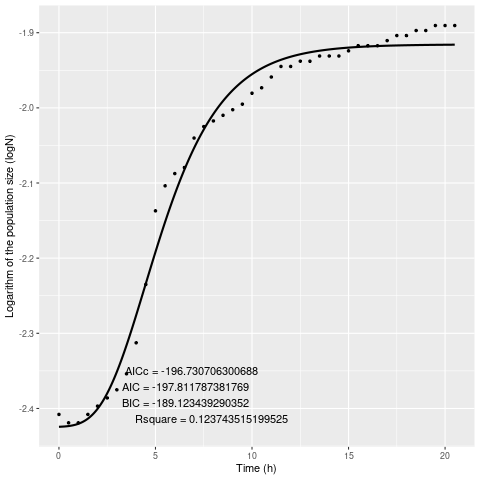 -1.9
-2.0
-2.1
-2.2
-2.3
-2.4
Logarithm of the population size (logN)
AICc = -196.730706300688
AIC = -197.811787381769
BIC = -189.123439290352
Rsquare = 0.123743515199525
0 5 10 15 20
Time (h)